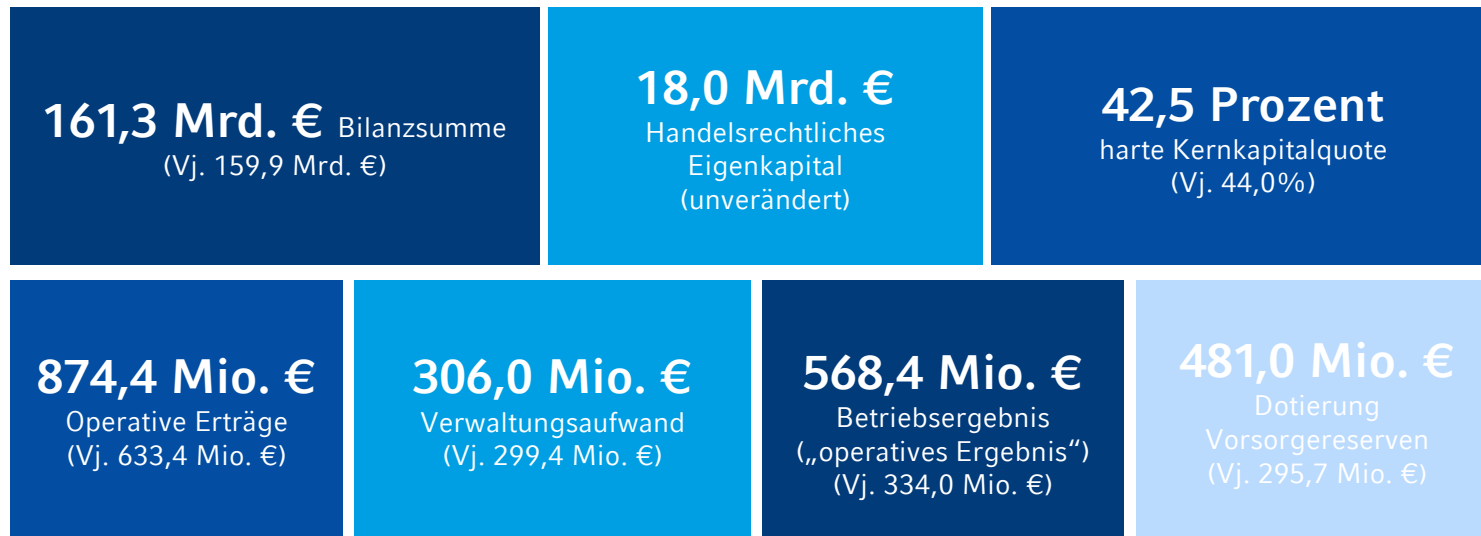 161,3 Mrd. € Bilanzsumme
(Vj. 159,9 Mrd. €)
18,0 Mrd. €
Handelsrechtliches
Eigenkapital
(unverändert)
42,5 Prozent
harte Kernkapitalquote
(Vj. 44,0%)
874,4 Mio. €
Operative Erträge
(Vj. 633,4 Mio. €)
306,0 Mio. €
Verwaltungsaufwand
(Vj. 299,4 Mio. €)
568,4 Mio. €
Betriebsergebnis
(„operatives Ergebnis“)
(Vj. 334,0 Mio. €)
481,0 Mio. €
Dotierung
Vorsorgereserven
(Vj. 295,7 Mio. €)